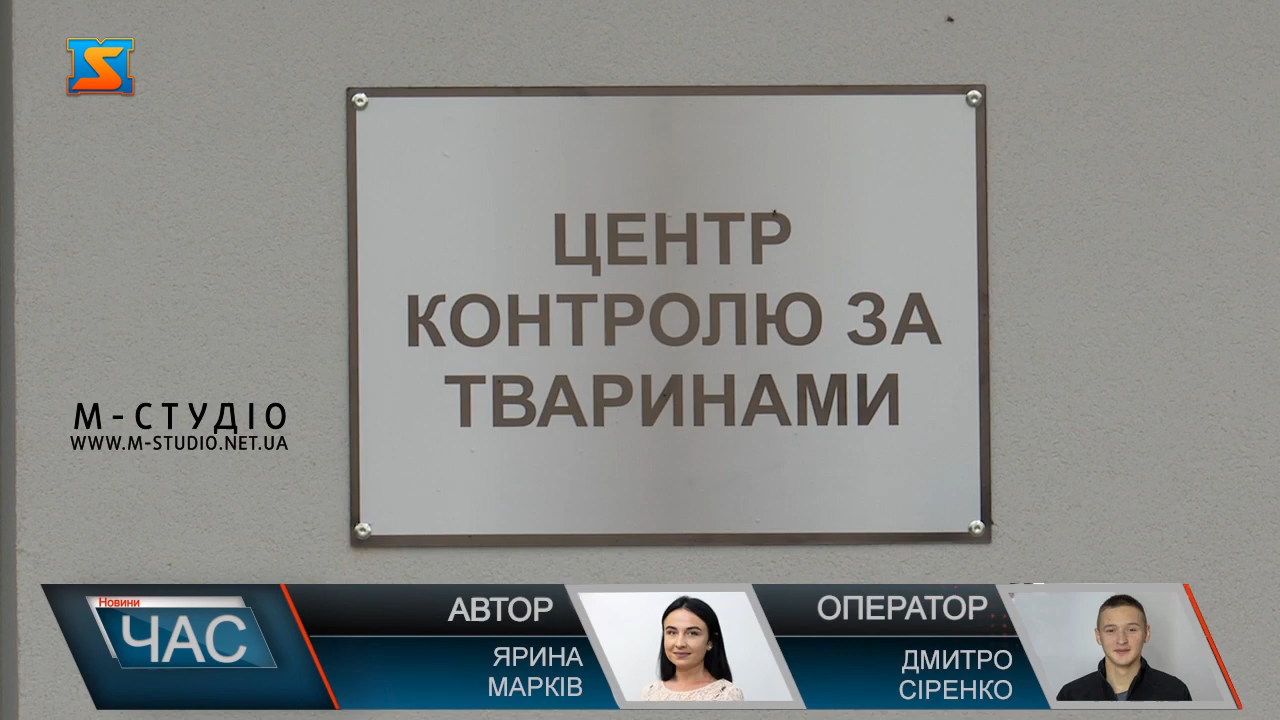 ЦЕНТР
КОНТРОЛЮ ЗА
ТВАРИНАМИ
М-СТУДІО
WWW.M-STUDIO.NET.UA
Новини
ЧАС
АВТОР
ЯРИНА
МАРКІВ
ОПЕРАТОР
ДМИТРО
СІРЕНКО